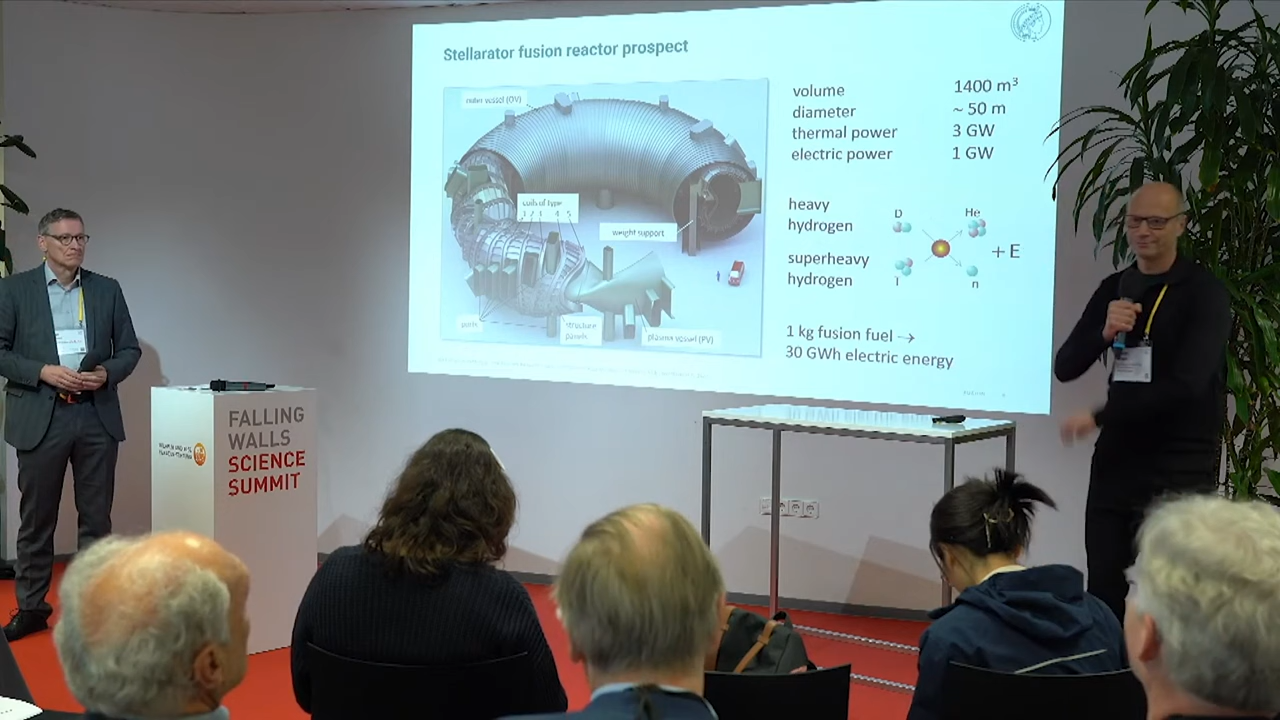 Stellarator fusion reactor prospect
outer vessel (OV)
coils of type
weight support
ports
structure
panels
plasma vessel (PV)
volume 1400 m³
diameter ~ 50 m
thermal power 3 GW
electric power 1 GW
heavy
hydrogen
superheavy
hydrogen
D He
+ E
n
1 kg fusion fuel →
30 GWh electric energy
FALLING
WALLS
SCIENCE
SUMMIT